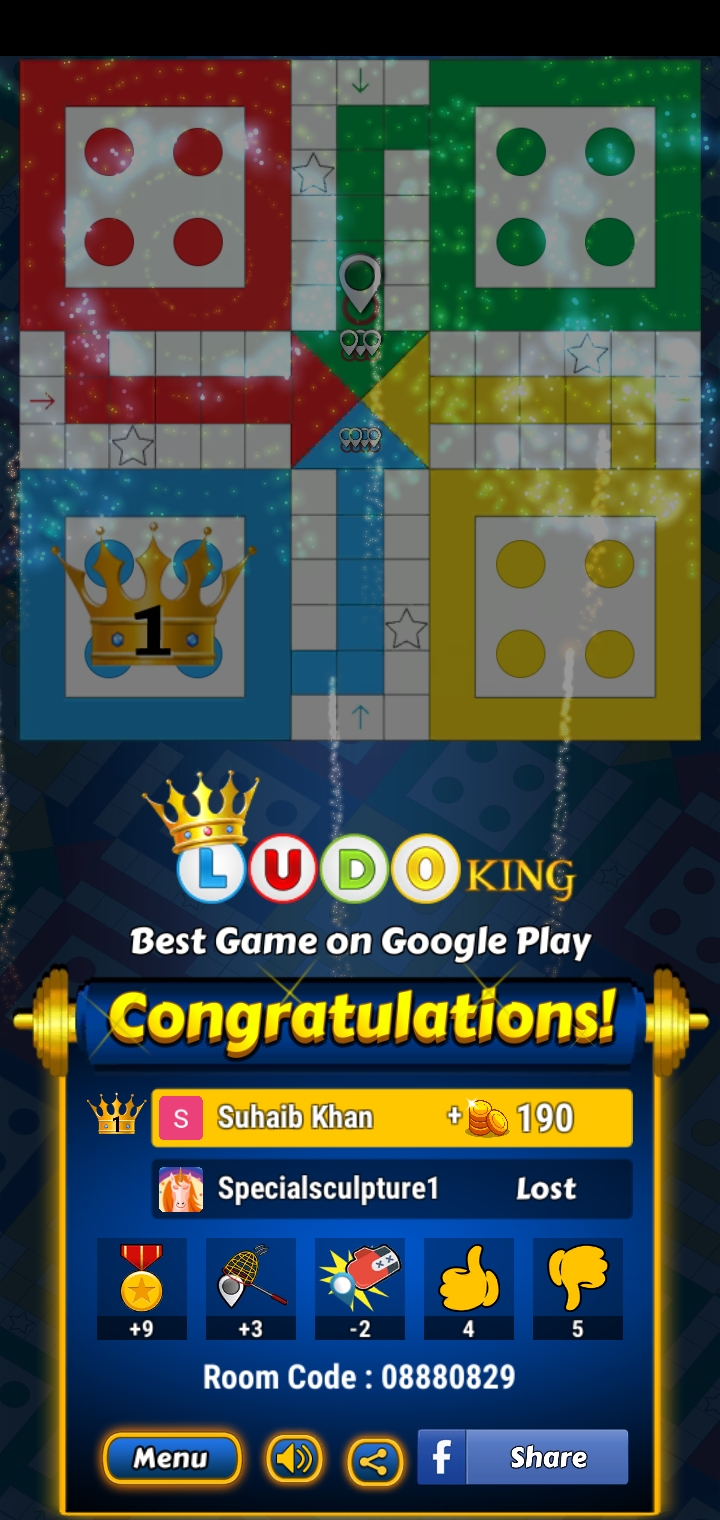 1
LUDO KING
Best Game on Google Play
Congratulations!
1 S Suhaib Khan + 190
Specialsculpture1 Lost
+9 +3 -2 4 5
Room Code : 08880829
Menu f Share